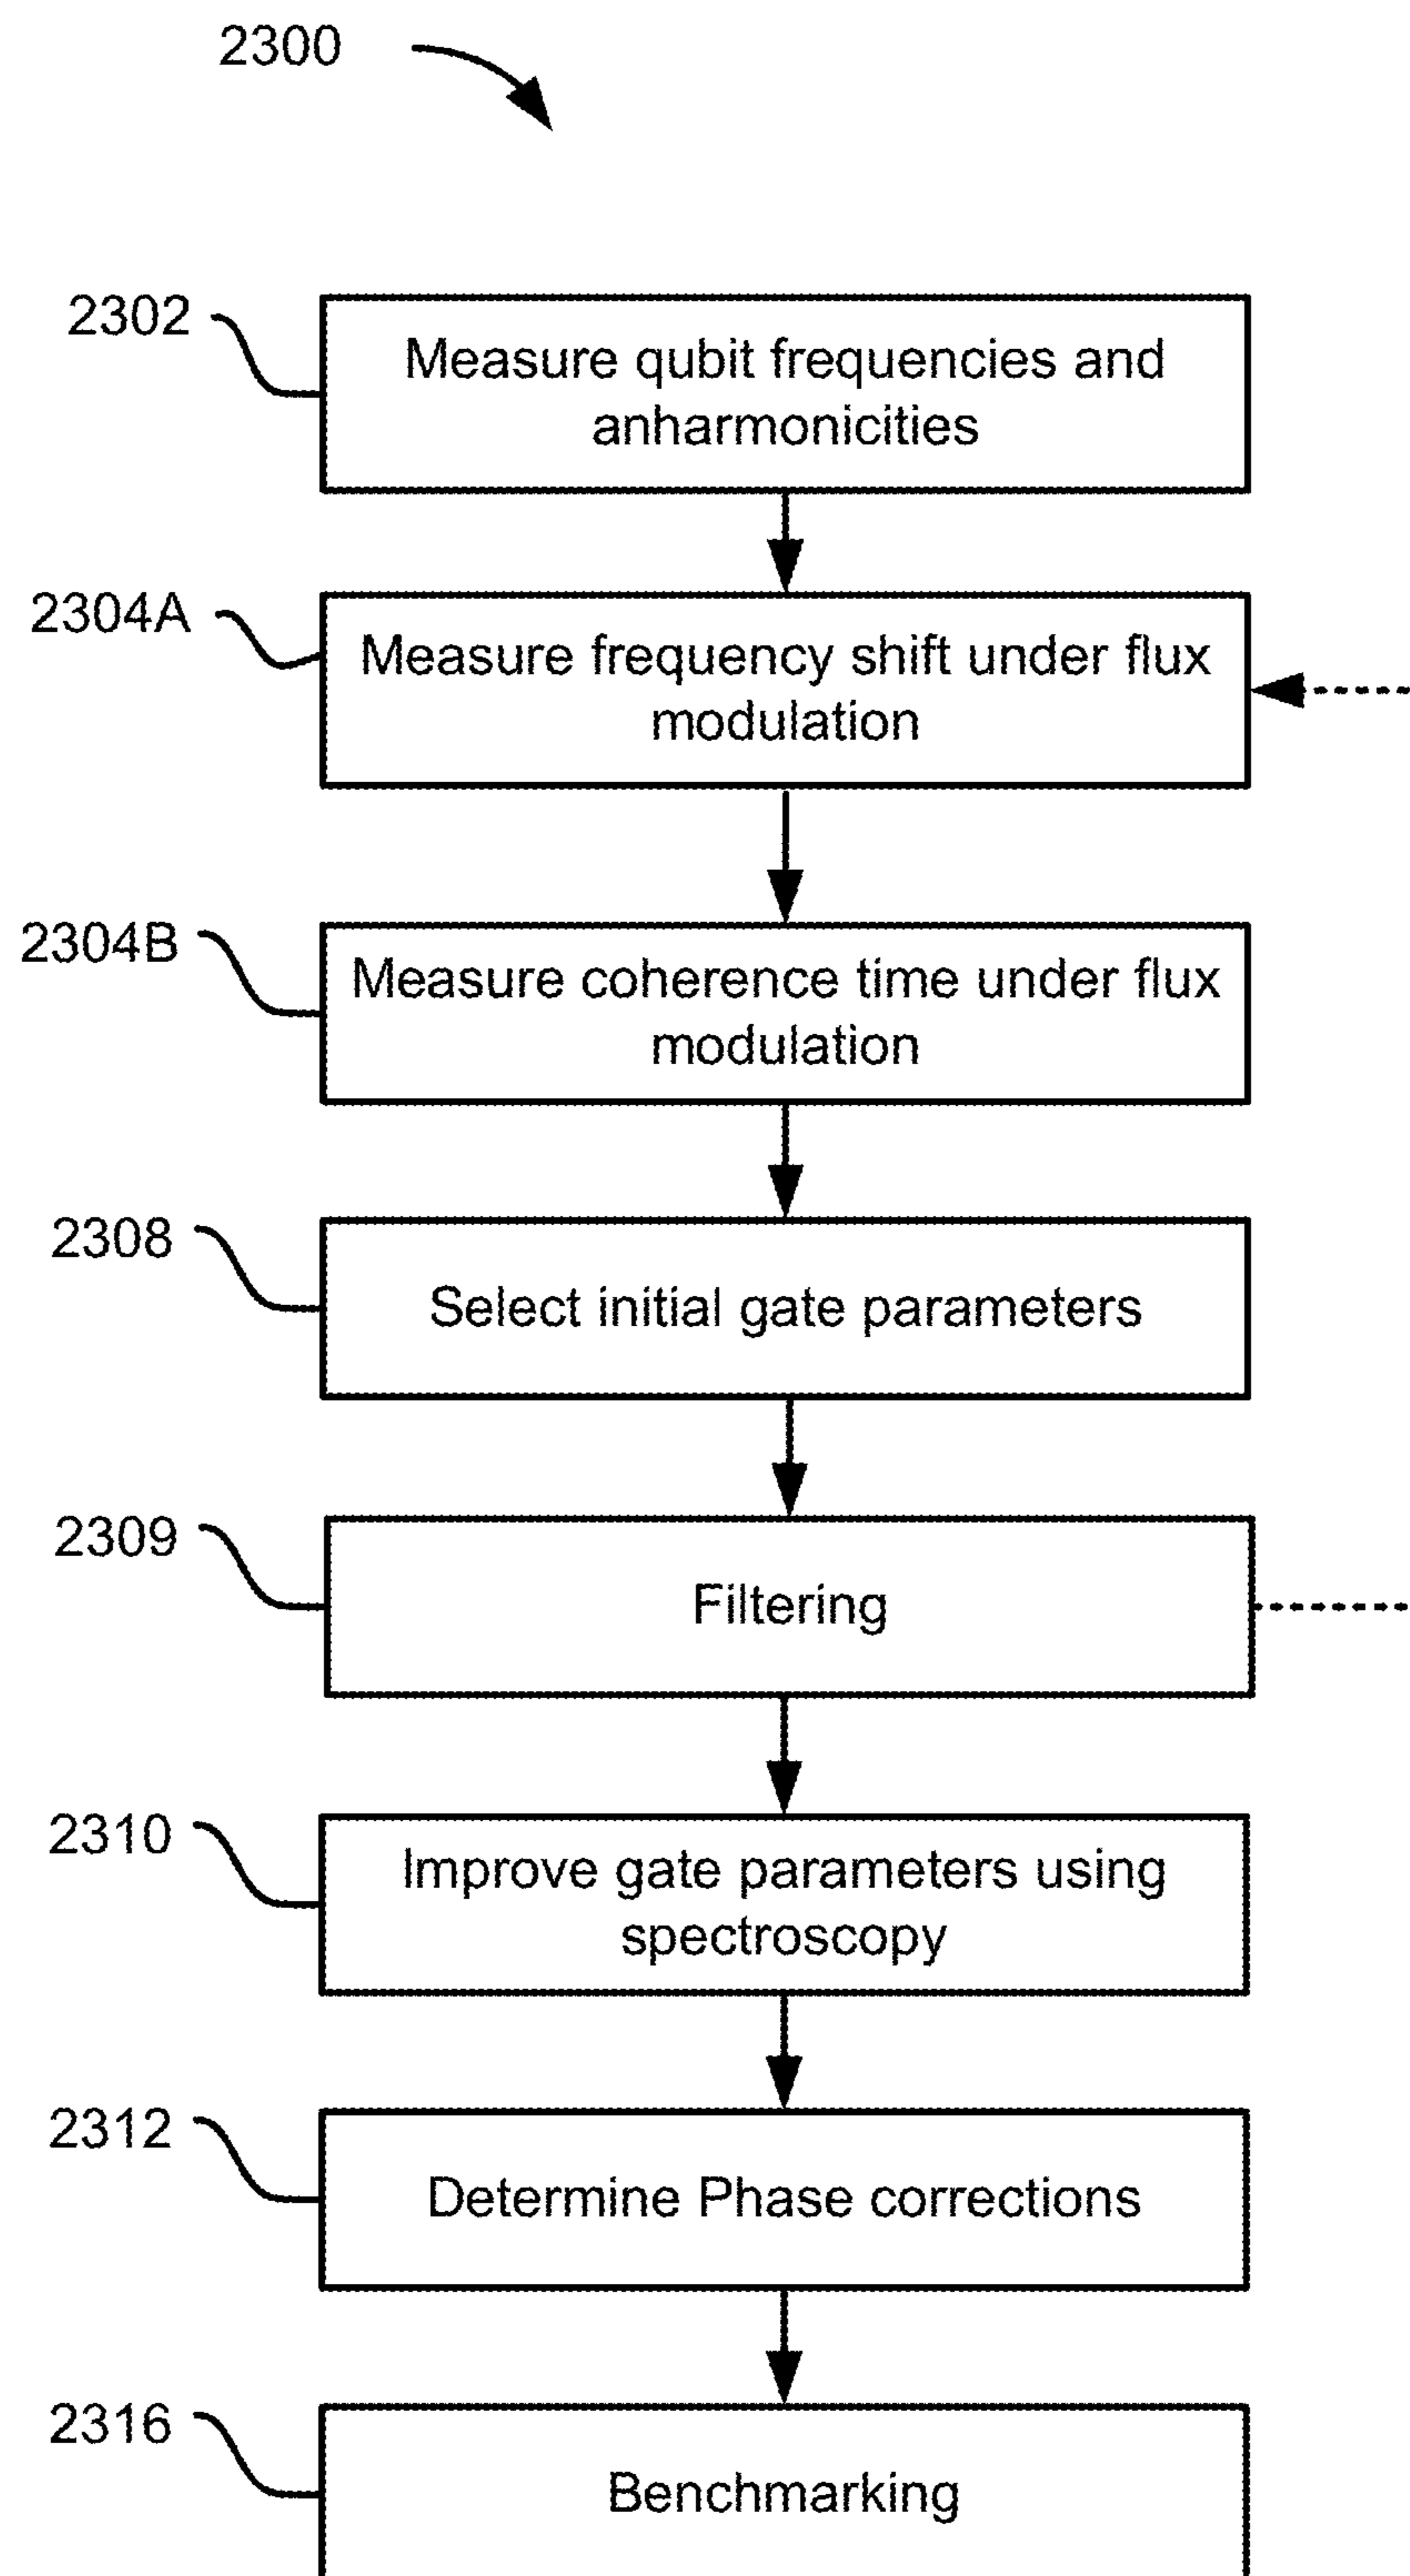 2300
2302
Measure qubit frequencies and
anharmonicities
2304A
Measure frequency shift under flux
modulation
2304B
Measure coherence time under flux
modulation
2308
Select initial gate parameters
2309
Filtering
2310
Improve gate parameters using
spectroscopy
2312
Determine Phase corrections
2316
Benchmarking